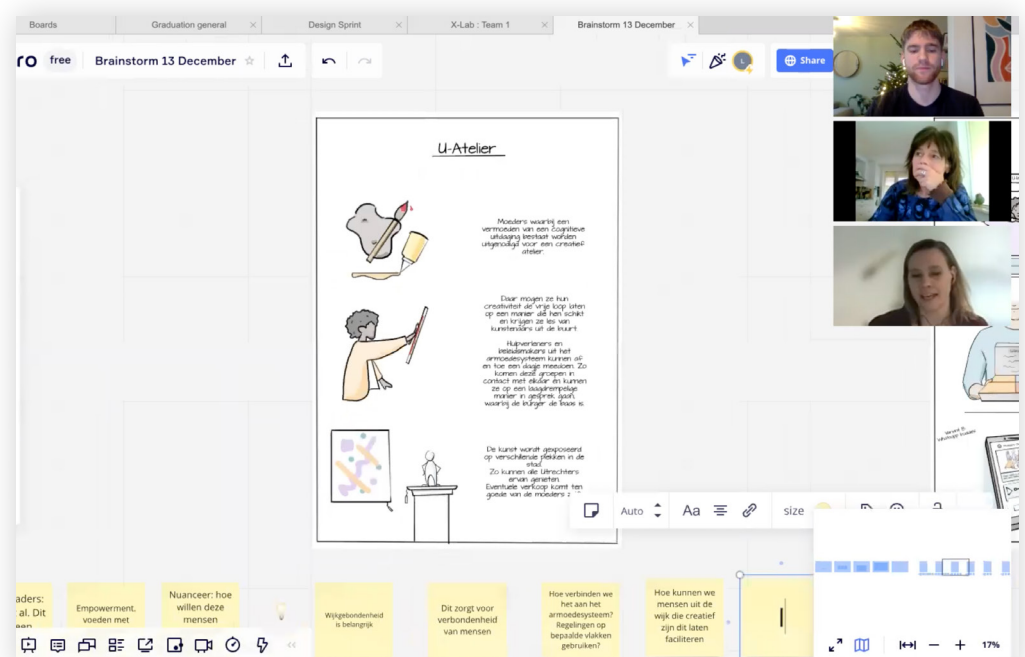 Boards
Graduation general
Design Sprint
X-Lab : Team 1
Brainstorm 13 December
ro
free
Brainstorm 13 December
Share
U-Atelier
Moeders waarbij een
vermoeden van een cognitieve
uitdaging bestaat worden
uitgenodigd voor een creatief
atelier.
Daar mogen ze hun
creativiteit de vrije loop laten
op een manier die hen schikt
en krijgen ze les van
kunstenaars uit de buurt
Hulpverleners en
beleidsmakers uit het
armoedesysteem kunnen af
en toe een dagje meedoen. Zo
komen deze groepen in
contact met elkaar én kunnen
ze op een laagdrempelige
manier in gesprek gaan,
waarbij de burger de baas is.
De kunst wordt geëxposeerd
op verschillende plekken in de
stad.
Zo kunnen alle Utrechters
ervan genieten.
Eventuele verkoop komt ten
goede van de moeders
Auto
Aa
size
aders:
al. Dit
Empowerment,
voeden met
Nuanceer: hoe
willen deze
mensen
Wijkgebondenheid
is belangrijk
Dit zorgt voor
verbondenheid
van mensen
Hoe verbinden we
het aan het
armoedesysteem?
Regelingen op
bepaalde vlakken
gebruiken?
Hoe kunnen we
mensen uit de
wijk die creatief
zijn dit laten
faciliteren
17%